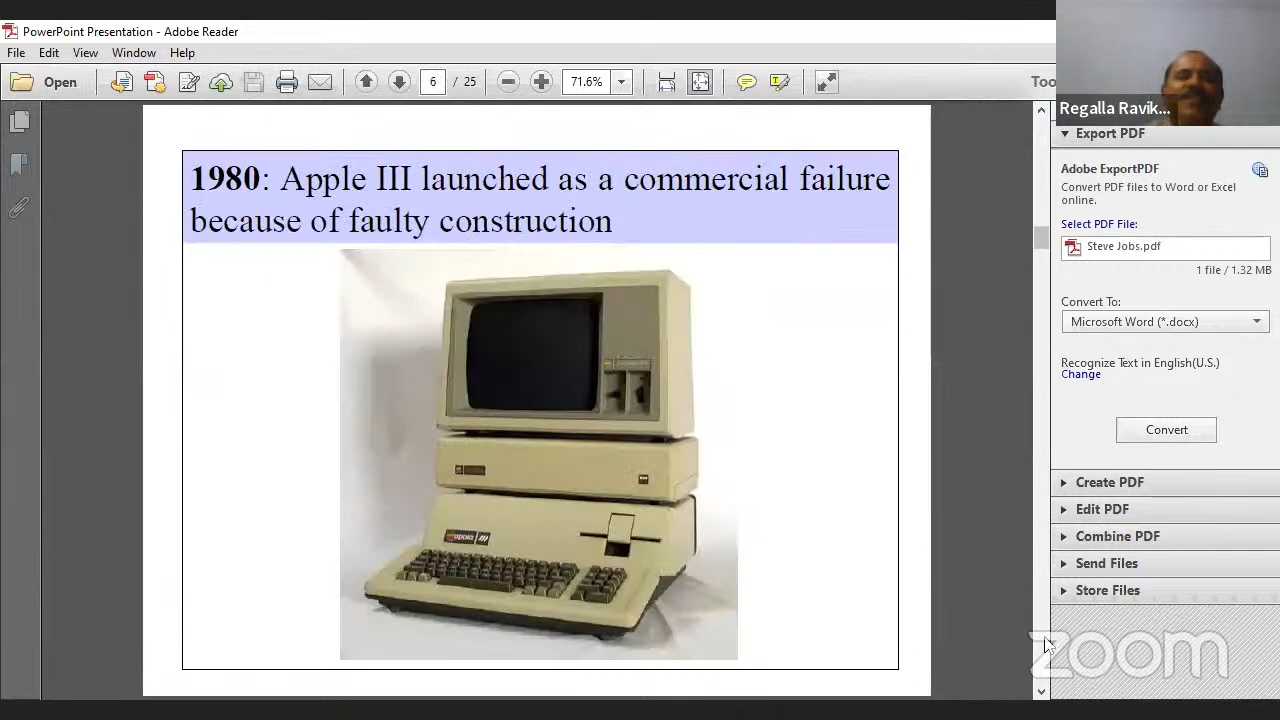 PowerPoint Presentation - Adobe Reader
File Edit View Window Help
Open
6 / 25
71.6%
Too
Regalla Ravik...
1980: Apple III launched as a commercial failure
because of faulty construction
apple ///
Export PDF
Adobe ExportPDF
Convert PDF files to Word or Excel
online.
Select PDF File:
Steve Jobs.pdf
1 file / 1.32 MB
Convert To:
Microsoft Word (*.docx)
Recognize Text in English(U.S.)
Change
Convert
Create PDF
Edit PDF
Combine PDF
Send Files
Store Files
zoom